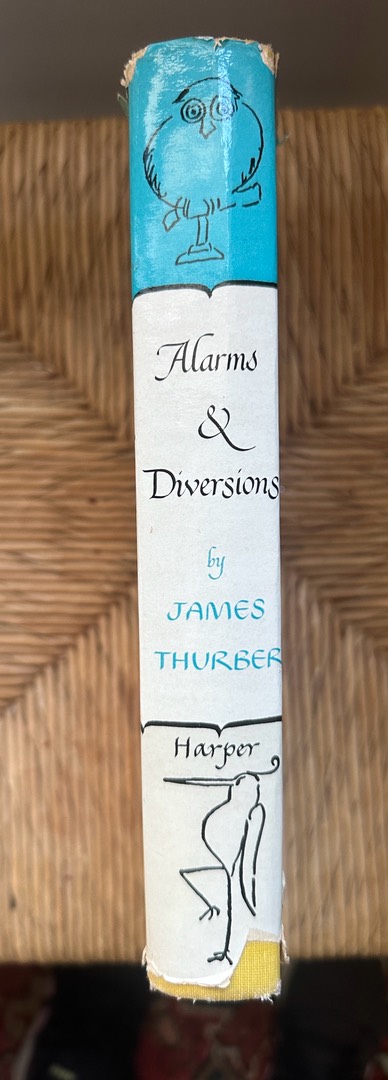 Alarms
&
Diversions
by
JAMES
THURBER
Harper